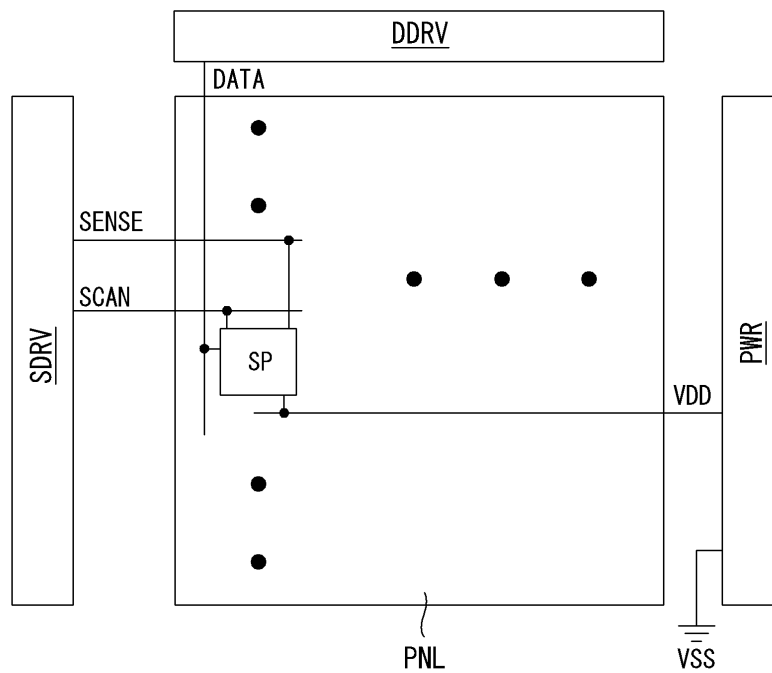 DDRV
DATA
SENSE
SCAN
SDRV
SP
PWR
VDD
PNL
VSS